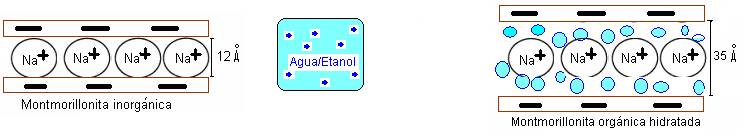 Na+ Na+ Na+ Na+
12 Å
Montmorillonita inorgánica
Agua/Etanol
Na+ Na+ Na+ Na+
35 Å
Montmorillonita orgánica hidratada